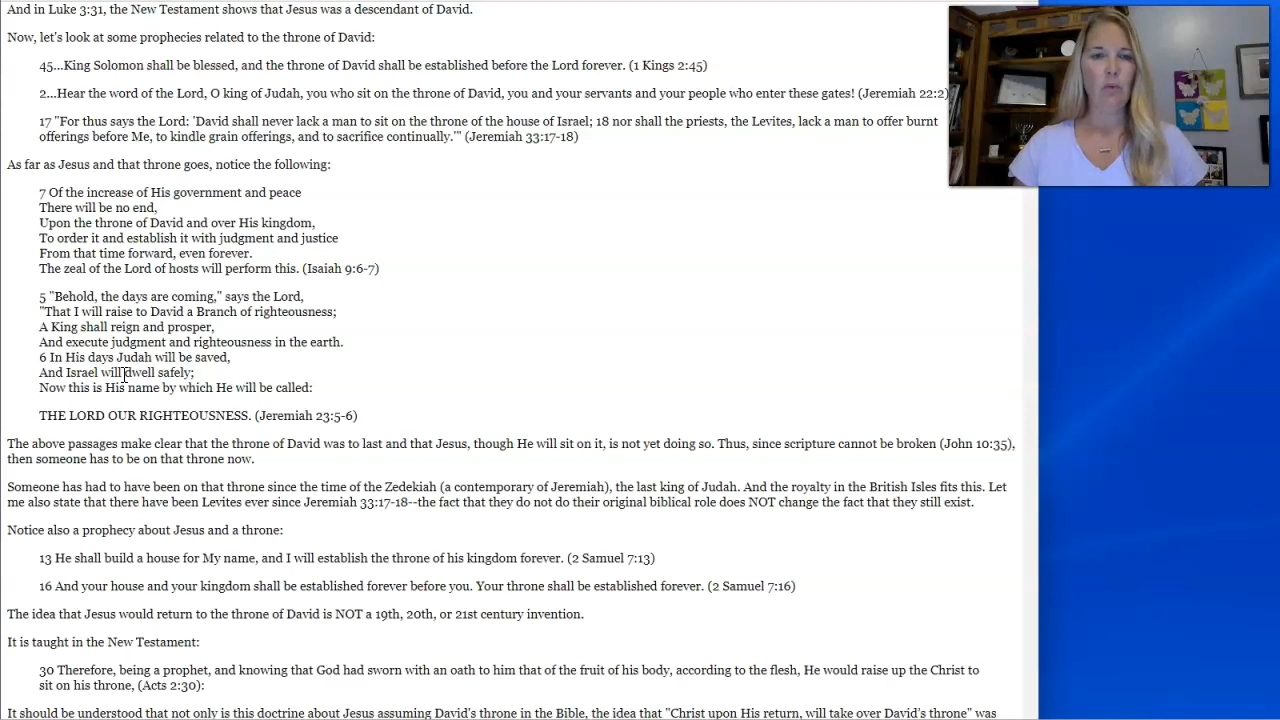 And in Luke 3:31, the New Testament shows that Jesus was a descendant of David.
Now, let's look at some prophecies related to the throne of David:
45...King Solomon shall be blessed, and the throne of David shall be established before the Lord forever. (1 Kings 2:45)
2...Hear the word of the Lord, O king of Judah, you who sit on the throne of David, you and your servants and your people who enter these gates! (Jeremiah 22:2)
17 "For thus says the Lord: 'David shall never lack a man to sit on the throne of the house of Israel; 18 nor shall the priests, the Levites, lack a man to offer burnt
offerings before Me, to kindle grain offerings, and to sacrifice continually.'" (Jeremiah 33:17-18)
As far as Jesus and that throne goes, notice the following:
7 Of the increase of His government and peace
There will be no end,
Upon the throne of David and over His kingdom,
To order it and establish it with judgment and justice
From that time forward, even forever.
The zeal of the Lord of hosts will perform this. (Isaiah 9:6-7)
5 "Behold, the days are coming," says the Lord,
"That I will raise to David a Branch of righteousness;
A King shall reign and prosper,
And execute judgment and righteousness in the earth.
6 In His days Judah will be saved,
And Israel will dwell safely;
Now this is His name by which He will be called:
THE LORD OUR RIGHTEOUSNESS. (Jeremiah 23:5-6)
The above passages make clear that the throne of David was to last and that Jesus, though He will sit on it, is not yet doing so. Thus, since scripture cannot be broken (John 10:35),
then someone has to be on that throne now.
Someone has had to have been on that throne since the time of the Zedekiah (a contemporary of Jeremiah), the last king of Judah. And the royalty in the British Isles fits this. Let
me also state that there have been Levites ever since Jeremiah 33:17-18--the fact that they do not do their original biblical role does NOT change the fact that they still exist.
Notice also a prophecy about Jesus and a throne:
13 He shall build a house for My name, and I will establish the throne of his kingdom forever. (2 Samuel 7:13)
16 And your house and your kingdom shall be established forever before you. Your throne shall be established forever. (2 Samuel 7:16)
The idea that Jesus would return to the throne of David is NOT a 19th, 20th, or 21st century invention.
It is taught in the New Testament:
30 Therefore, being a prophet, and knowing that God had sworn with an oath to him that of the fruit of his body, according to the flesh, He would raise up the Christ to
sit on his throne, (Acts 2:30):
It should be understood that not only is this doctrine about Jesus assuming David's throne in the Bible, the idea that "Christ upon His return, will take over David's throne" was